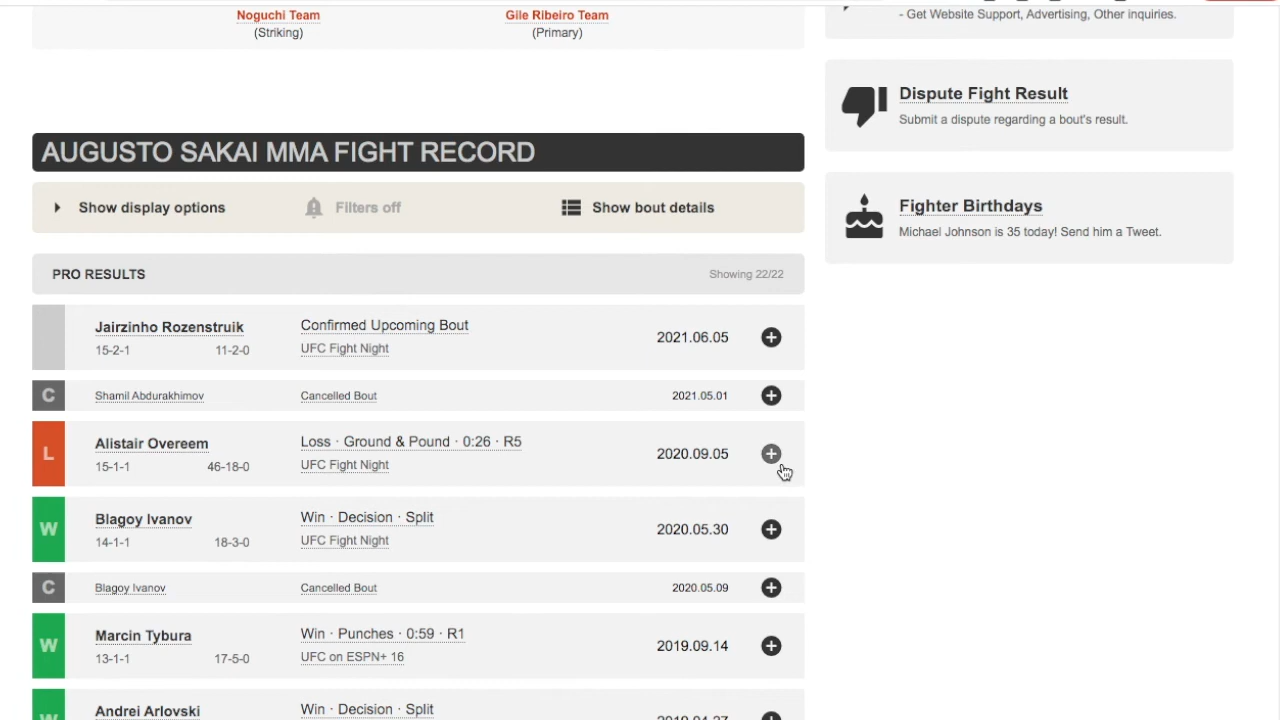 Noguchi Team
(Striking)
Gile Ribeiro Team
(Primary)
- Get Website Support, Advertising, Other inquiries.
Dispute Fight Result
Submit a dispute regarding a bout's result.
Fighter Birthdays
Michael Johnson is 35 today! Send him a Tweet.
AUGUSTO SAKAI MMA FIGHT RECORD
Show display options Filters off Show bout details
PRO RESULTS Showing 22/22
Jairzinho Rozenstruik Confirmed Upcoming Bout 2021.06.05
15-2-1 11-2-0 UFC Fight Night
C Shamil Abdurakhimov Cancelled Bout 2021.05.01
L Alistair Overeem Loss · Ground & Pound · 0:26 · R5 2020.09.05
15-1-1 46-18-0 UFC Fight Night
W Blagoy Ivanov Win · Decision · Split 2020.05.30
14-1-1 18-3-0 UFC Fight Night
C Blagoy Ivanov Cancelled Bout 2020.05.09
W Marcin Tybura Win · Punches · 0:59 · R1 2019.09.14
13-1-1 17-5-0 UFC on ESPN+ 16
W Andrei Arlovski Win · Decision · Split 2019.04.27